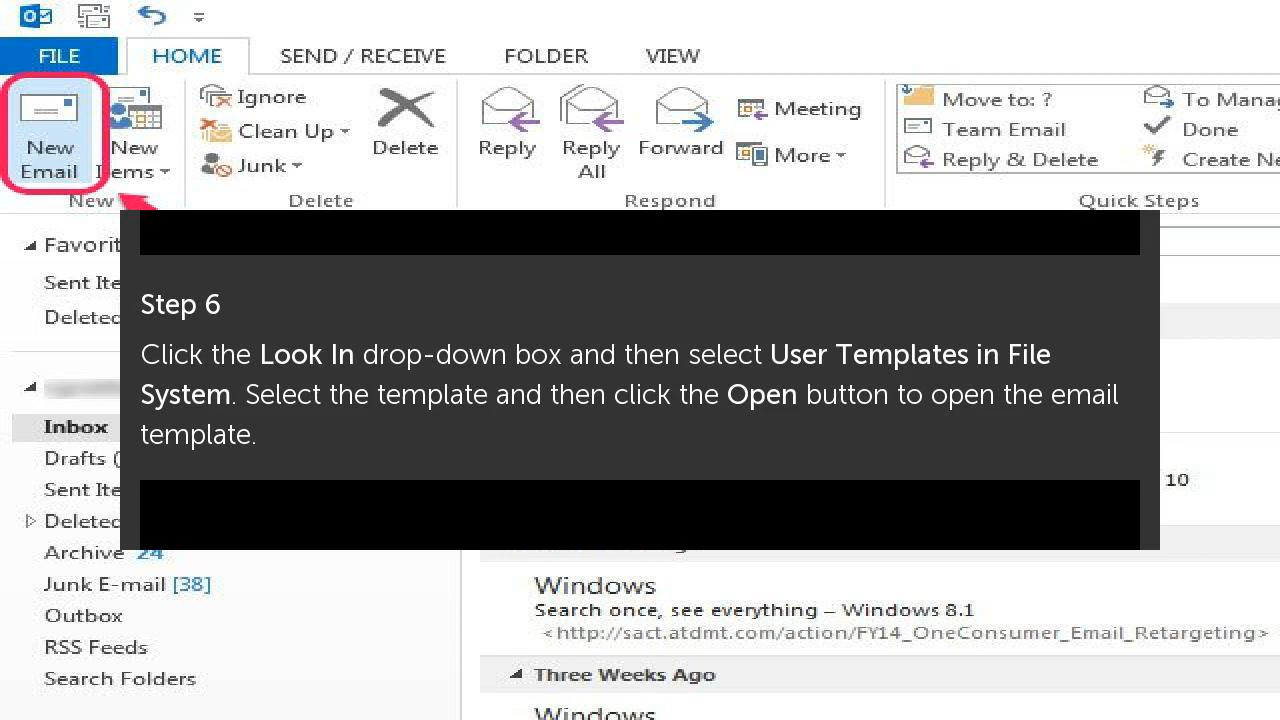 FILE
HOME
SEND / RECEIVE
FOLDER
VIEW
New
Email
New
Items
New
Ignore
Clean Up
Junk
Delete
Delete
Reply
Reply
All
Forward
Meeting
More
Respond
Move to: ?
Team Email
Reply & Delete
Done
Quick Steps
Step 6
Click the Look In drop-down box and then select User Templates in File
System. Select the template and then click the Open button to open the email
template.
Sent Ite
Deleted
Inbox
Drafts (
Sent Ite
Deleted
Archive 24
Junk E-mail [38]
Outbox
RSS Feeds
Search Folders
10
Windows
Search once, see everything – Windows 8.1
<http://sact.atdmt.com/action/FY14_OneConsumer_Email_Retargeting>
Three Weeks Ago
Windows